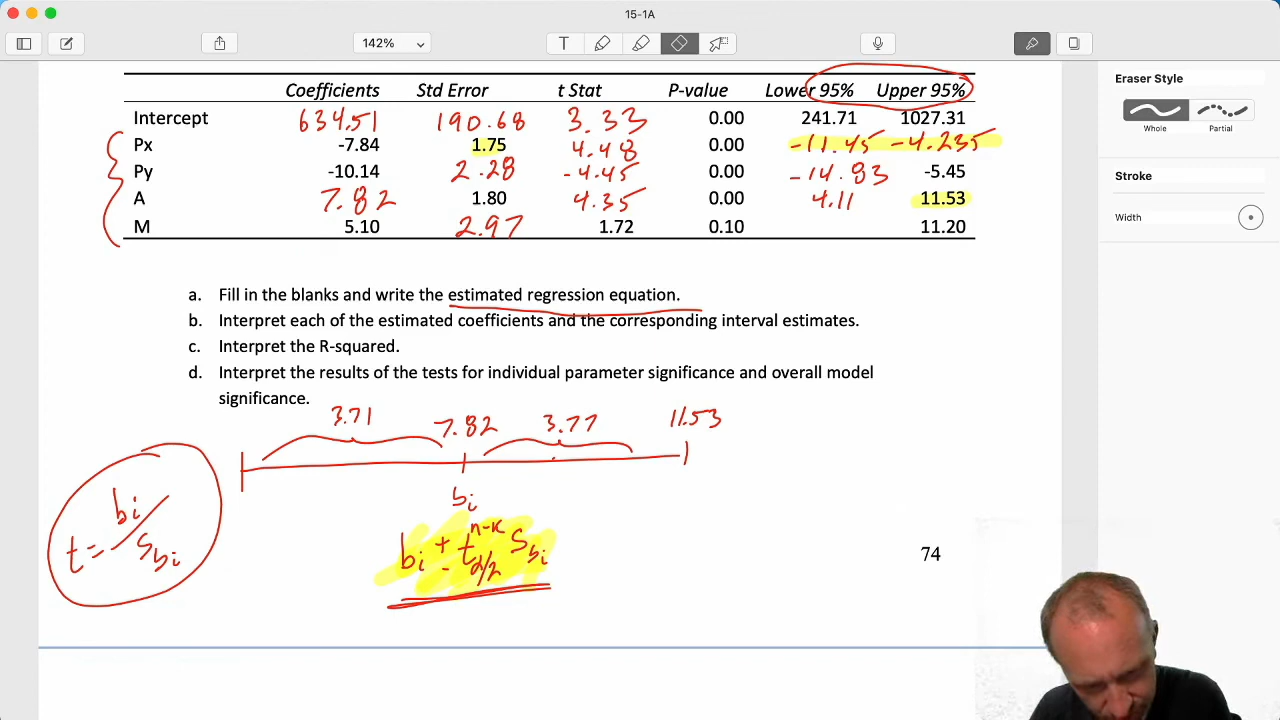 15-1A
142%
T
Eraser Style
Whole Partial
Stroke
Width
Coefficients Std Error t Stat P-value Lower 95% Upper 95%
Intercept 634.51 190.68 3.33 0.00 241.71 1027.31
Px -7.84 1.75 4.48 0.00 -11.45 -4.235
Py -10.14 2.28 -4.45 0.00 -14.83 -5.45
A 7.82 1.80 4.35 0.00 4.11 11.53
M 5.10 2.97 1.72 0.10 11.20
a. Fill in the blanks and write the estimated regression equation.
b. Interpret each of the estimated coefficients and the corresponding interval estimates.
c. Interpret the R-squared.
d. Interpret the results of the tests for individual parameter significance and overall model
significance.
3.71 7.82 3.77 11.53
bi
t = bi/Sbi
bi ± t n-k α/2 Sbi
74